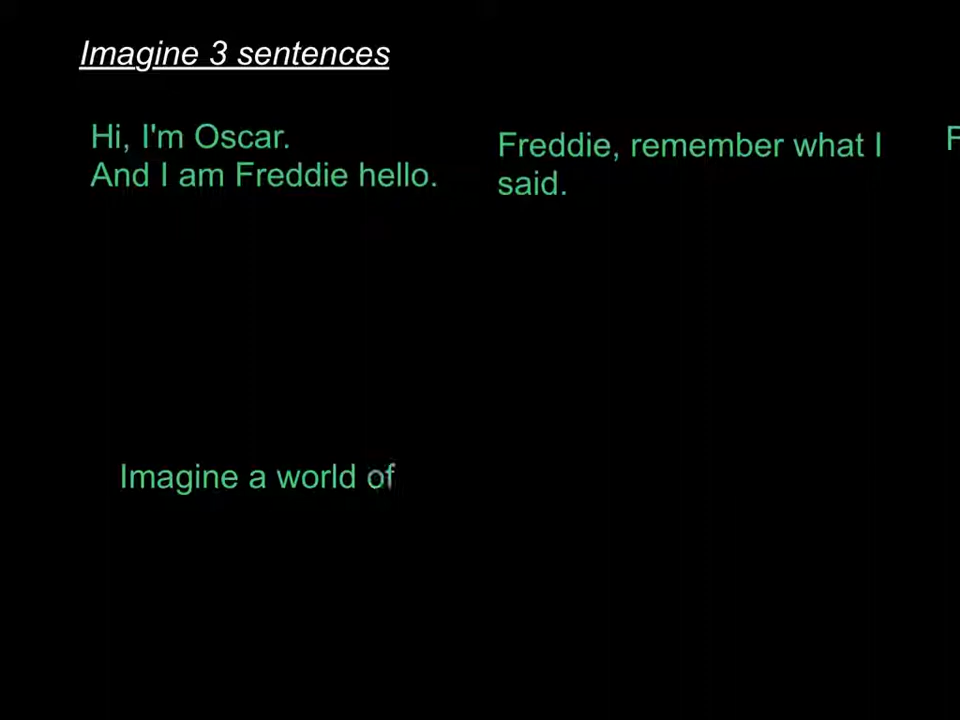 Imagine 3 sentences
Hi, I'm Oscar.
And I am Freddie hello.
Freddie, remember what I
said.
F
Imagine a world of